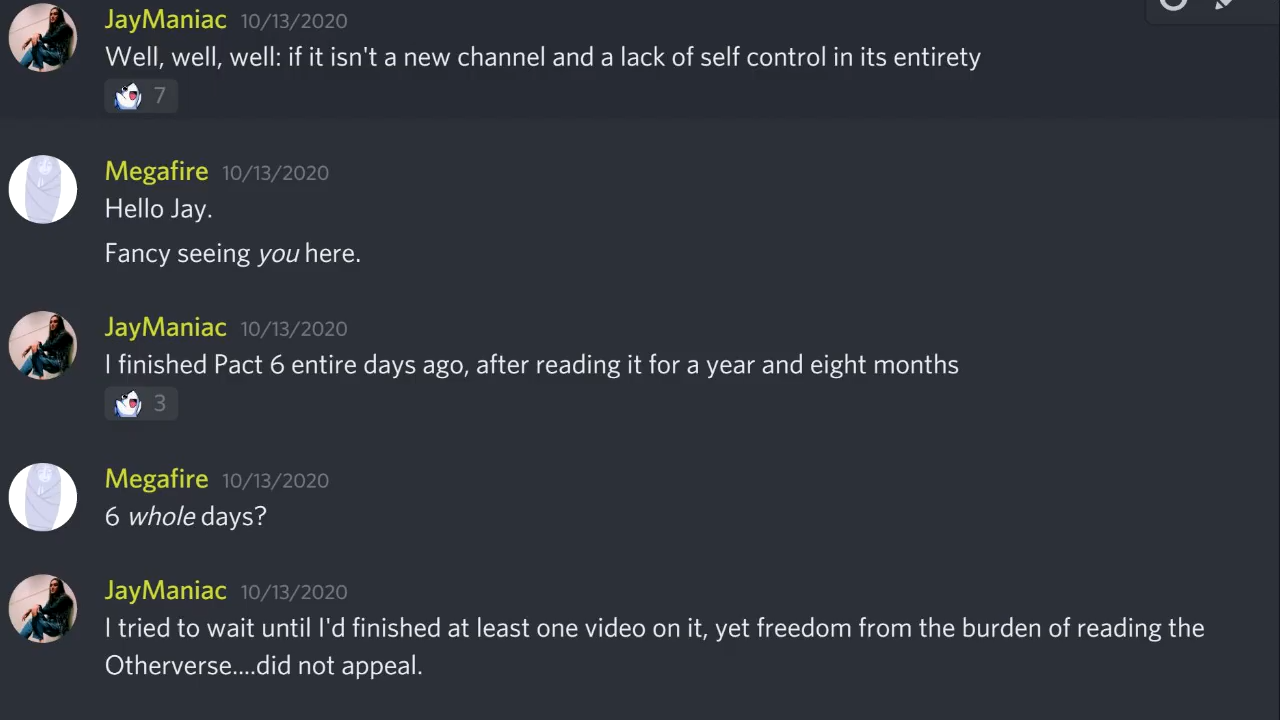 JayManiac 10/13/2020
Well, well, well: if it isn't a new channel and a lack of self control in its entirety
7
Megafire 10/13/2020
Hello Jay.
Fancy seeing you here.
JayManiac 10/13/2020
I finished Pact 6 entire days ago, after reading it for a year and eight months
3
Megafire 10/13/2020
6 whole days?
JayManiac 10/13/2020
I tried to wait until I'd finished at least one video on it, yet freedom from the burden of reading the
Otherverse....did not appeal.